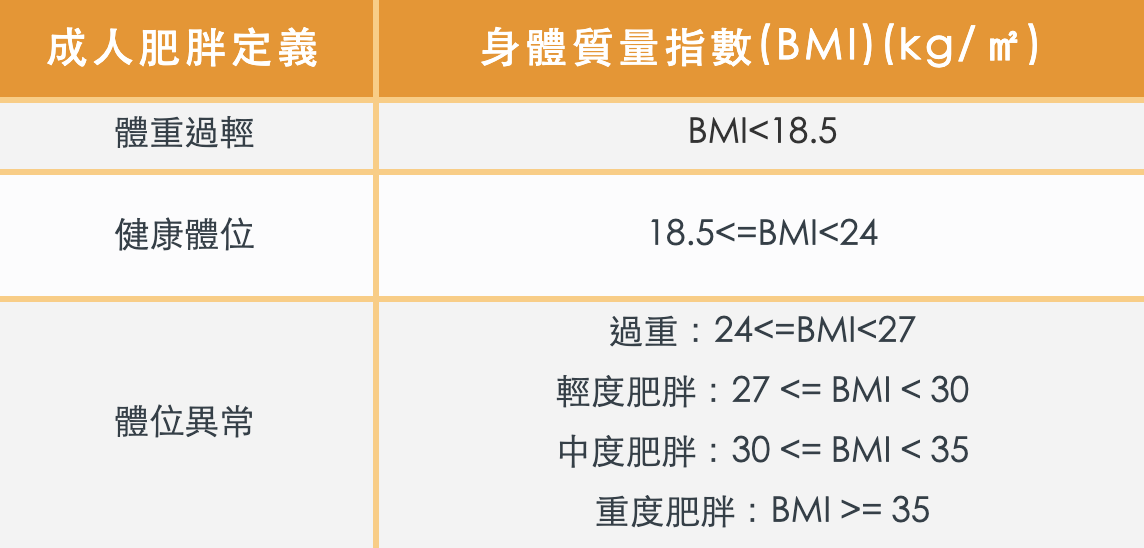 成人肥胖定義
身體質量指數(BMI)(kg/㎡)
體重過輕
BMI<18.5
健康體位
18.5<=BMI<24
體位異常
過重：24<=BMI<27
輕度肥胖：27 <= BMI < 30
中度肥胖：30 <= BMI < 35
重度肥胖：BMI >= 35